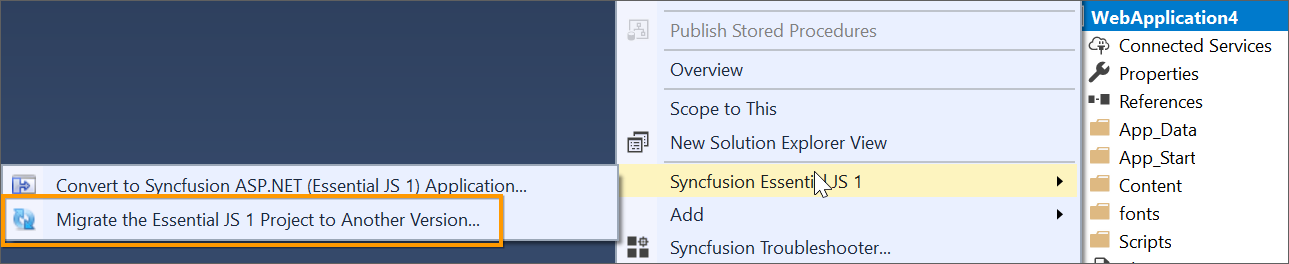 Publish Stored Procedures
Overview
Scope to This
New Solution Explorer View
Syncfusion Essential JS 1
Add
Syncfusion Troubleshooter...
Convert to Syncfusion ASP.NET (Essential JS 1) Application...
Migrate the Essential JS 1 Project to Another Version...
WebApplication4
Connected Services
Properties
References
App_Data
App_Start
Content
fonts
Scripts